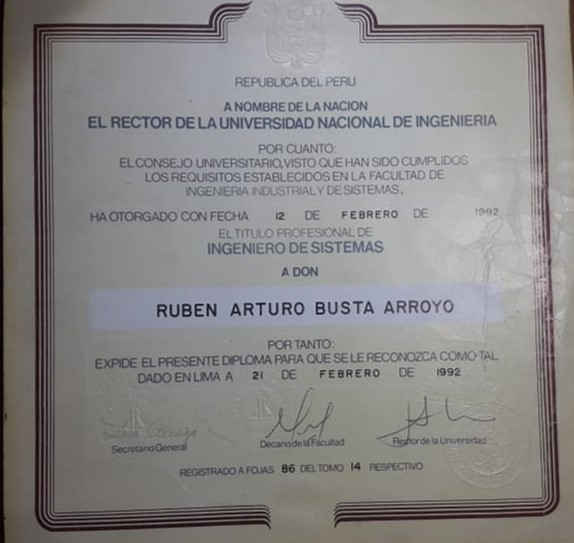 REPUBLICA DEL PERU
A NOMBRE DE LA NACION
EL RECTOR DE LA UNIVERSIDAD NACIONAL DE INGENIERIA
POR CUANTO:
EL CONSEJO UNIVERSITARIO, VISTO QUE HAN SIDO CUMPLIDOS
LOS REQUISITOS ESTABLECIDOS EN LA FACULTAD DE
INGENIERIA INDUSTRIAL Y DE SISTEMAS.
HA OTORGADO CON FECHA 12 DE FEBRERO DE 1992
EL TITULO PROFESIONAL DE
INGENIERO DE SISTEMAS
A DON
RUBEN ARTURO BUSTA ARROYO
POR TANTO:
EXPIDE EL PRESENTE DIPLOMA PARA QUE SE LE RECONOZCA COMO TAL
DADO EN LIMA A 21 DE FEBRERO DE 1992
Secretario General Decano de la Facultad Rector de la Universidad
REGISTRADO A FOJAS 86 DEL TOMO 14 RESPECTIVO